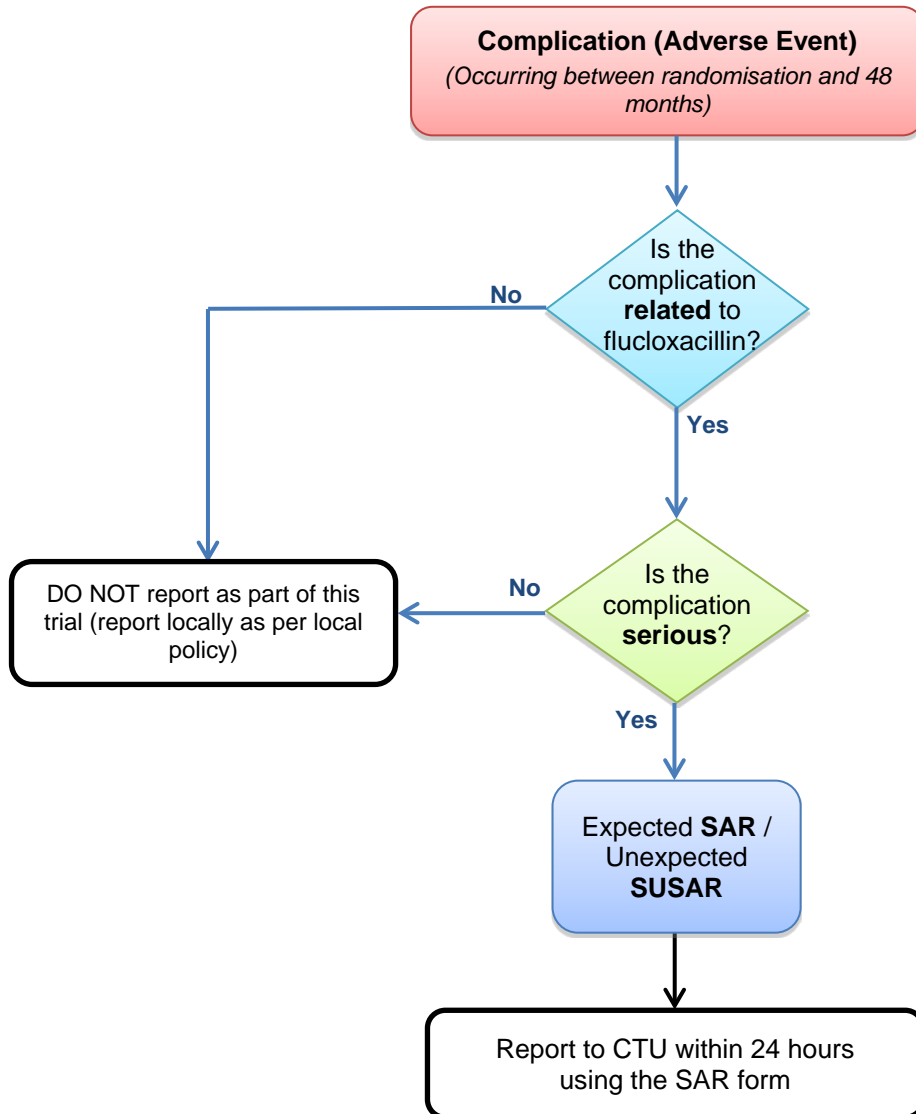 Complication (Adverse Event)
(Occurring between randomisation and 48
months)
Is the
complication
related to
flucloxacillin?
No
Yes
Is the
complication
serious?
No
DO NOT report as part of this
trial (report locally as per local
policy)
Yes
Expected SAR /
Unexpected
SUSAR
Report to CTU within 24 hours
using the SAR form